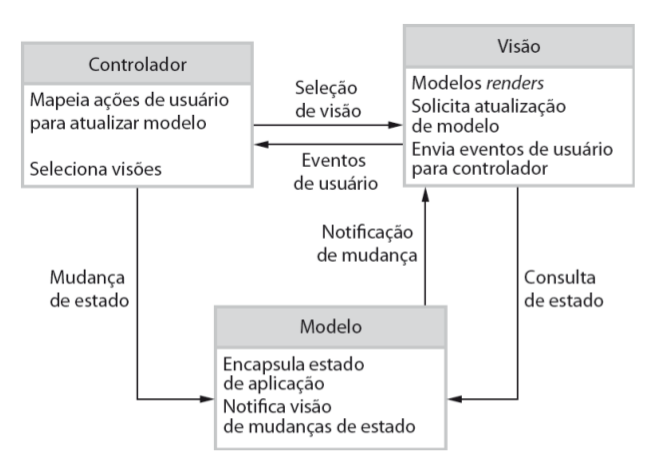 Controlador
Mapeia ações de usuário
para atualizar modelo
Seleciona visões
Seleção
de visão
Eventos
de usuário
Visão
Modelos renders
Solicita atualização
de modelo
Envia eventos de usuário
para controlador
Mudança
de estado
Notificação
de mudança
Consulta
de estado
Modelo
Encapsula estado
de aplicação
Notifica visão
de mudanças de estado